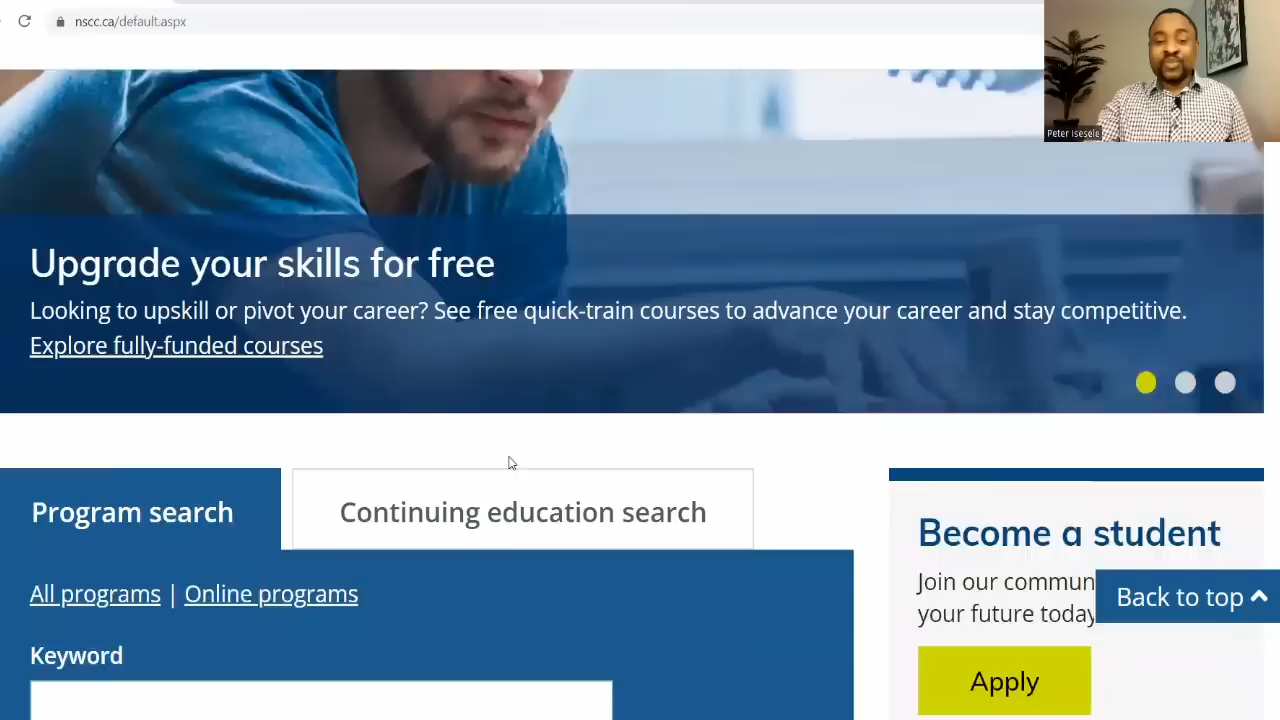 nscc.ca/default.aspx
Peter Isesele
Upgrade your skills for free
Looking to upskill or pivot your career? See free quick-train courses to advance your career and stay competitive.
Explore fully-funded courses
Program search
Continuing education search
Become a student
All programs | Online programs
Join our commun
your future today
Back to top
Keyword
Apply